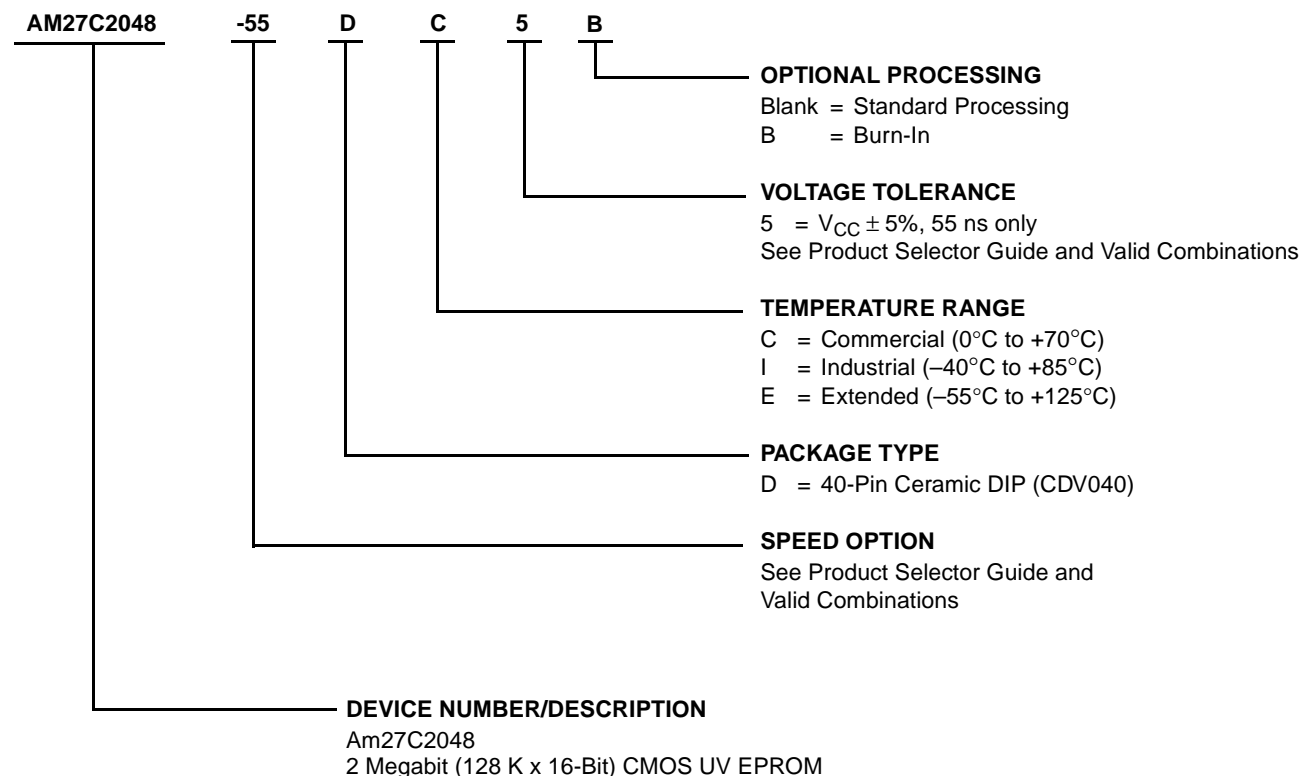 AM27C2048 -55 D C 5 B
OPTIONAL PROCESSING
Blank = Standard Processing
B = Burn-In
VOLTAGE TOLERANCE
5 = VCC ± 5%, 55 ns only
See Product Selector Guide and Valid Combinations
TEMPERATURE RANGE
C = Commercial (0°C to +70°C)
I = Industrial (–40°C to +85°C)
E = Extended (–55°C to +125°C)
PACKAGE TYPE
D = 40-Pin Ceramic DIP (CDV040)
SPEED OPTION
See Product Selector Guide and
Valid Combinations
DEVICE NUMBER/DESCRIPTION
Am27C2048
2 Megabit (128 K x 16-Bit) CMOS UV EPROM